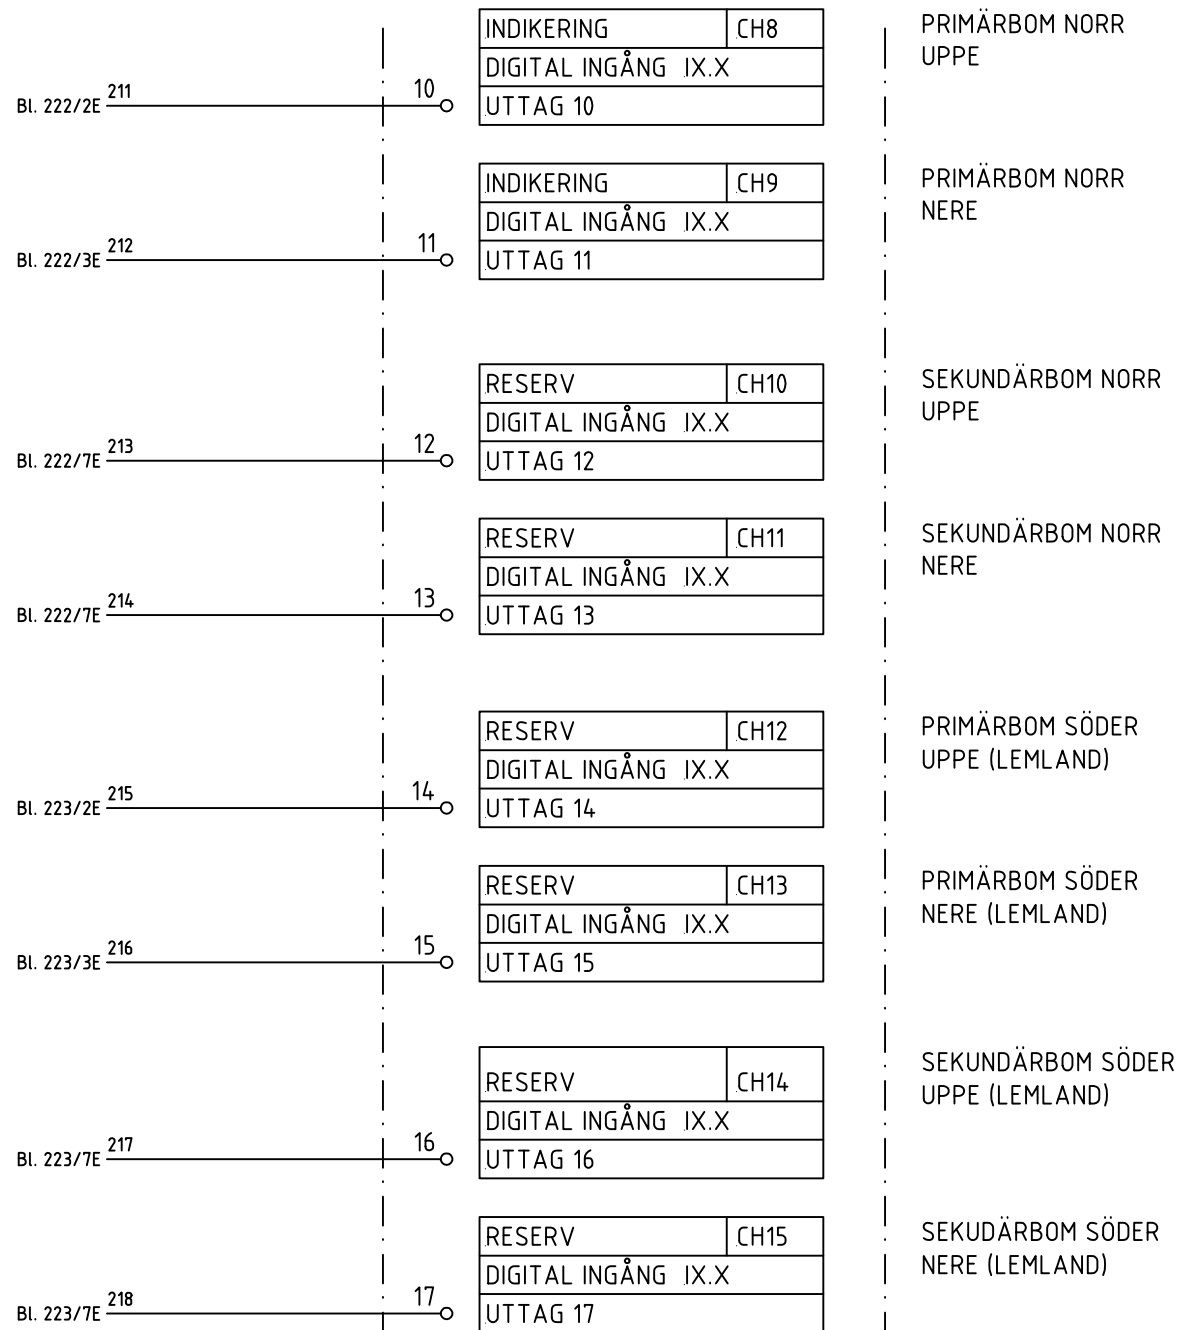 INDIKERING CH8 PRIMÄRBOM NORR
DIGITAL INGÅNG IX.X UPPE
Bl. 222/2E 211 10 UTTAG 10
INDIKERING CH9 PRIMÄRBOM NORR
DIGITAL INGÅNG IX.X NERE
Bl. 222/3E 212 11 UTTAG 11
RESERV CH10 SEKUNDÄRBOM NORR
DIGITAL INGÅNG IX.X UPPE
Bl. 222/7E 213 12 UTTAG 12
RESERV CH11 SEKUNDÄRBOM NORR
DIGITAL INGÅNG IX.X NERE
Bl. 222/7E 214 13 UTTAG 13
RESERV CH12 PRIMÄRBOM SÖDER
DIGITAL INGÅNG IX.X UPPE (LEMLAND)
Bl. 223/2E 215 14 UTTAG 14
RESERV CH13 PRIMÄRBOM SÖDER
DIGITAL INGÅNG IX.X NERE (LEMLAND)
Bl. 223/3E 216 15 UTTAG 15
RESERV CH14 SEKUNDÄRBOM SÖDER
DIGITAL INGÅNG IX.X UPPE (LEMLAND)
Bl. 223/7E 217 16 UTTAG 16
RESERV CH15 SEKUDÄRBOM SÖDER
DIGITAL INGÅNG IX.X NERE (LEMLAND)
Bl. 223/7E 218 17 UTTAG 17